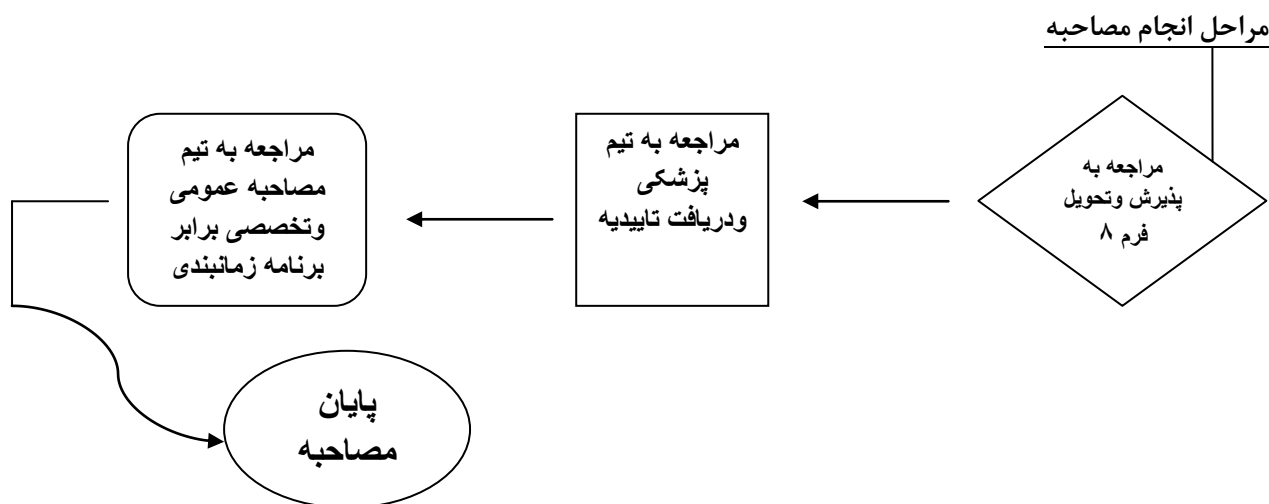 مراحل انجام مصاحبه
مراجعه به
پذیرش وتحویل
فرم ۸
مراجعه به تیم
پزشکی
ودریافت تاییدیه
مراجعه به تیم
مصاحبه عمومی
وتخصصی برابر
برنامه زمانبندی
پایان
مصاحبه